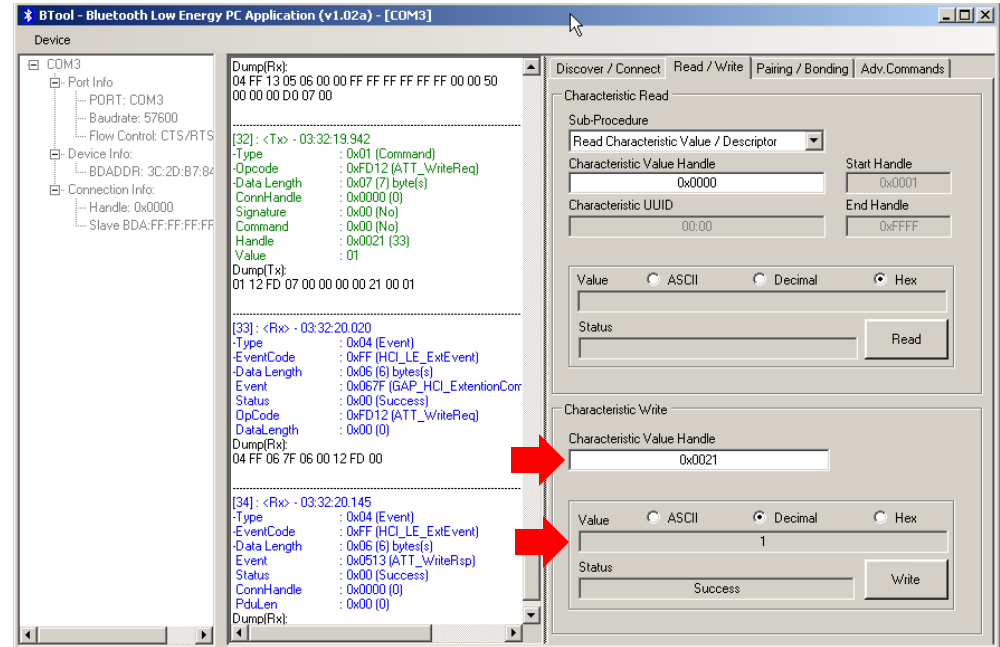 BTool - Bluetooth Low Energy PC Application (v1.02a) - [COM3]
Device
COM3
Port Info
PORT: COM3
Baudrate: 57600
Flow Control: CTS/RTS
Device Info:
BDADDR: 3C:2D:B7:84
Connection Info:
Handle: 0x0000
Slave BDA:FF:FF:FF:FF
Dump(Rx):
04 FF 13 05 06 00 00 FF FF FF FF FF FF 00 00 50
00 00 00 D0 07 00
[32] : <Tx> - 03:32:19.942
-Type : 0x01 (Command)
-Opcode : 0xFD12 (ATT_WriteReq)
-Data Length : 0x07 (7) byte(s)
ConnHandle : 0x0000 (0)
Signature : 0x00 (No)
Command : 0x00 (No)
Handle : 0x0021 (33)
Value : 01
Dump(Tx):
01 12 FD 07 00 00 00 00 21 00 01
[33] : <Rx> - 03:32:20.020
-Type : 0x04 (Event)
-EventCode : 0xFF (HCI_LE_ExtEvent)
-Data Length : 0x06 (6) bytes(s)
Event : 0x067F (GAP_HCI_ExtentionCom
Status : 0x00 (Success)
OpCode : 0xFD12 (ATT_WriteReq)
DataLength : 0x00 (0)
Dump(Rx):
04 FF 06 7F 06 00 12 FD 00
[34] : <Rx> - 03:32:20.145
-Type : 0x04 (Event)
-EventCode : 0xFF (HCI_LE_ExtEvent)
-Data Length : 0x06 (6) bytes(s)
Event : 0x0513 (ATT_WriteRsp)
Status : 0x00 (Success)
ConnHandle : 0x0000 (0)
PduLen : 0x00 (0)
Dump(Rx):
Discover / Connect Read / Write Pairing / Bonding Adv.Commands
Characteristic Read
Sub-Procedure
Read Characteristic Value / Descriptor
Characteristic Value Handle Start Handle
0x0000 0x0001
Characteristic UUID End Handle
00:00 0xFFFF
Value ASCII Decimal Hex
Status
Read
Characteristic Write
Characteristic Value Handle
0x0021
Value ASCII Decimal Hex
1
Status
Success
Write